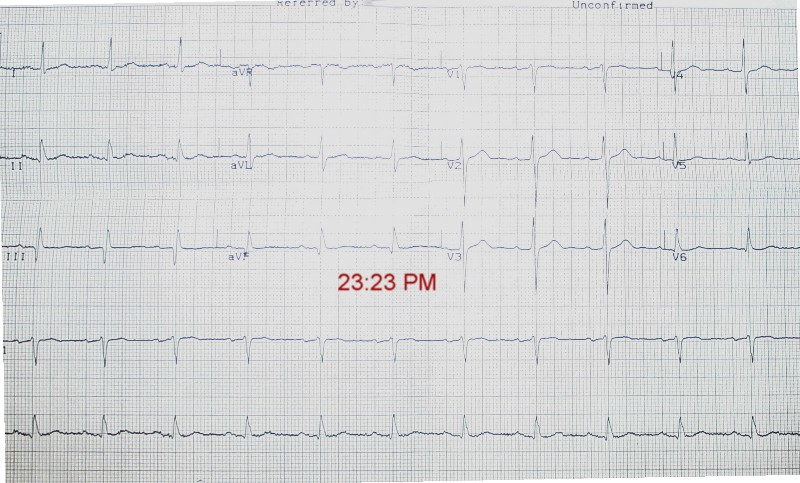 Referred by
Unconfirmed
I
aVR
V1
V4
II
aVL
V2
V5
III
aVF
V3
V6
23:23 PM